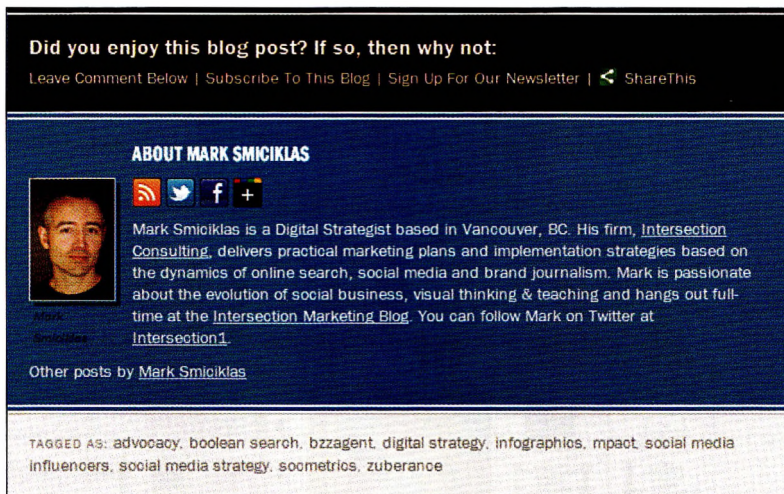 Did you enjoy this blog post? If so, then why not:
Leave Comment Below | Subscribe To This Blog | Sign Up For Our Newsletter | ShareThis
ABOUT MARK SMICIKLAS
Mark Smiciklas is a Digital Strategist based in Vancouver, BC. His firm, Intersection
Consulting, delivers practical marketing plans and implementation strategies based on
the dynamics of online search, social media and brand journalism. Mark is passionate
about the evolution of social business, visual thinking & teaching and hangs out full-
time at the Intersection Marketing Blog. You can follow Mark on Twitter at
Intersection1.
Mark
Smiciklas
Other posts by Mark Smiciklas
TAGGED AS: advocacy, boolean search, bzzagent, digital strategy, infographics, mpact, social media
influencers, social media strategy, socmetrics, zuberance